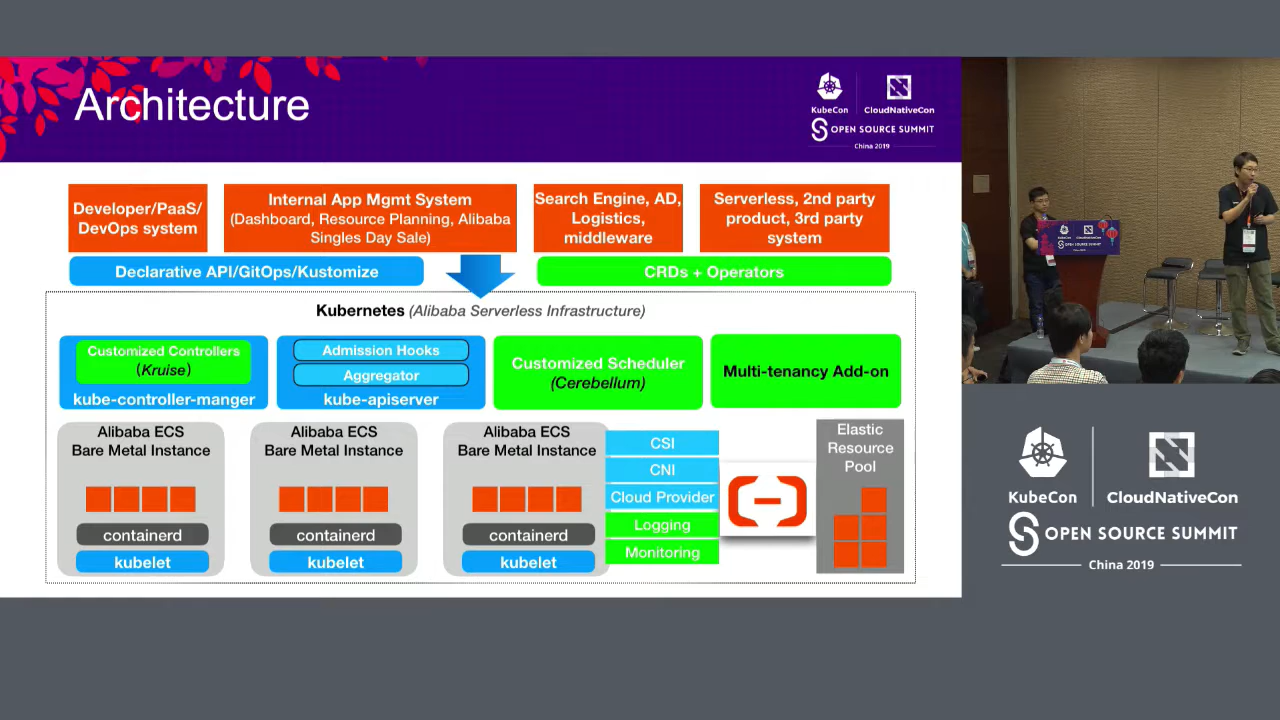 Architecture
KubeCon
CloudNativeCon
OPEN SOURCE SUMMIT
China 2019
Developer/PaaS/
DevOps system
Internal App Mgmt System
(Dashboard, Resource Planning, Alibaba
Singles Day Sale)
Search Engine, AD,
Logistics,
middleware
Serverless, 2nd party
product, 3rd party
system
Declarative API/GitOps/Kustomize
CRDs + Operators
Kubernetes (Alibaba Serverless Infrastructure)
Customized Controllers
(Kruise)
kube-controller-manger
Admission Hooks
Aggregator
kube-apiserver
Customized Scheduler
(Cerebellum)
Multi-tenancy Add-on
Alibaba ECS
Bare Metal Instance
containerd
kubelet
Alibaba ECS
Bare Metal Instance
containerd
kubelet
Alibaba ECS
Bare Metal Instance
containerd
kubelet
CSI
CNI
Cloud Provider
Logging
Monitoring
Elastic
Resource
Pool
KubeCon
CloudNativeCon
OPEN SOURCE SUMMIT
KubeCon
CloudNativeCon
OPEN SOURCE SUMMIT
China 2019